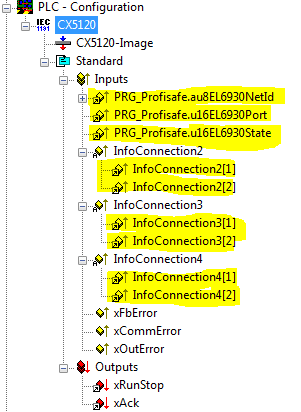 PLC - Configuration
IEC
1131
CX5120
CX5120-Image
Standard
Inputs
PRG_Profisafe.au8EL6930NetId
PRG_Profisafe.u16EL6930Port
PRG_Profisafe.u16EL6930State
InfoConnection2
InfoConnection2[1]
InfoConnection2[2]
InfoConnection3
InfoConnection3[1]
InfoConnection3[2]
InfoConnection4
InfoConnection4[1]
InfoConnection4[2]
xFbError
xCommError
xOutError
Outputs
xRunStop
xAck